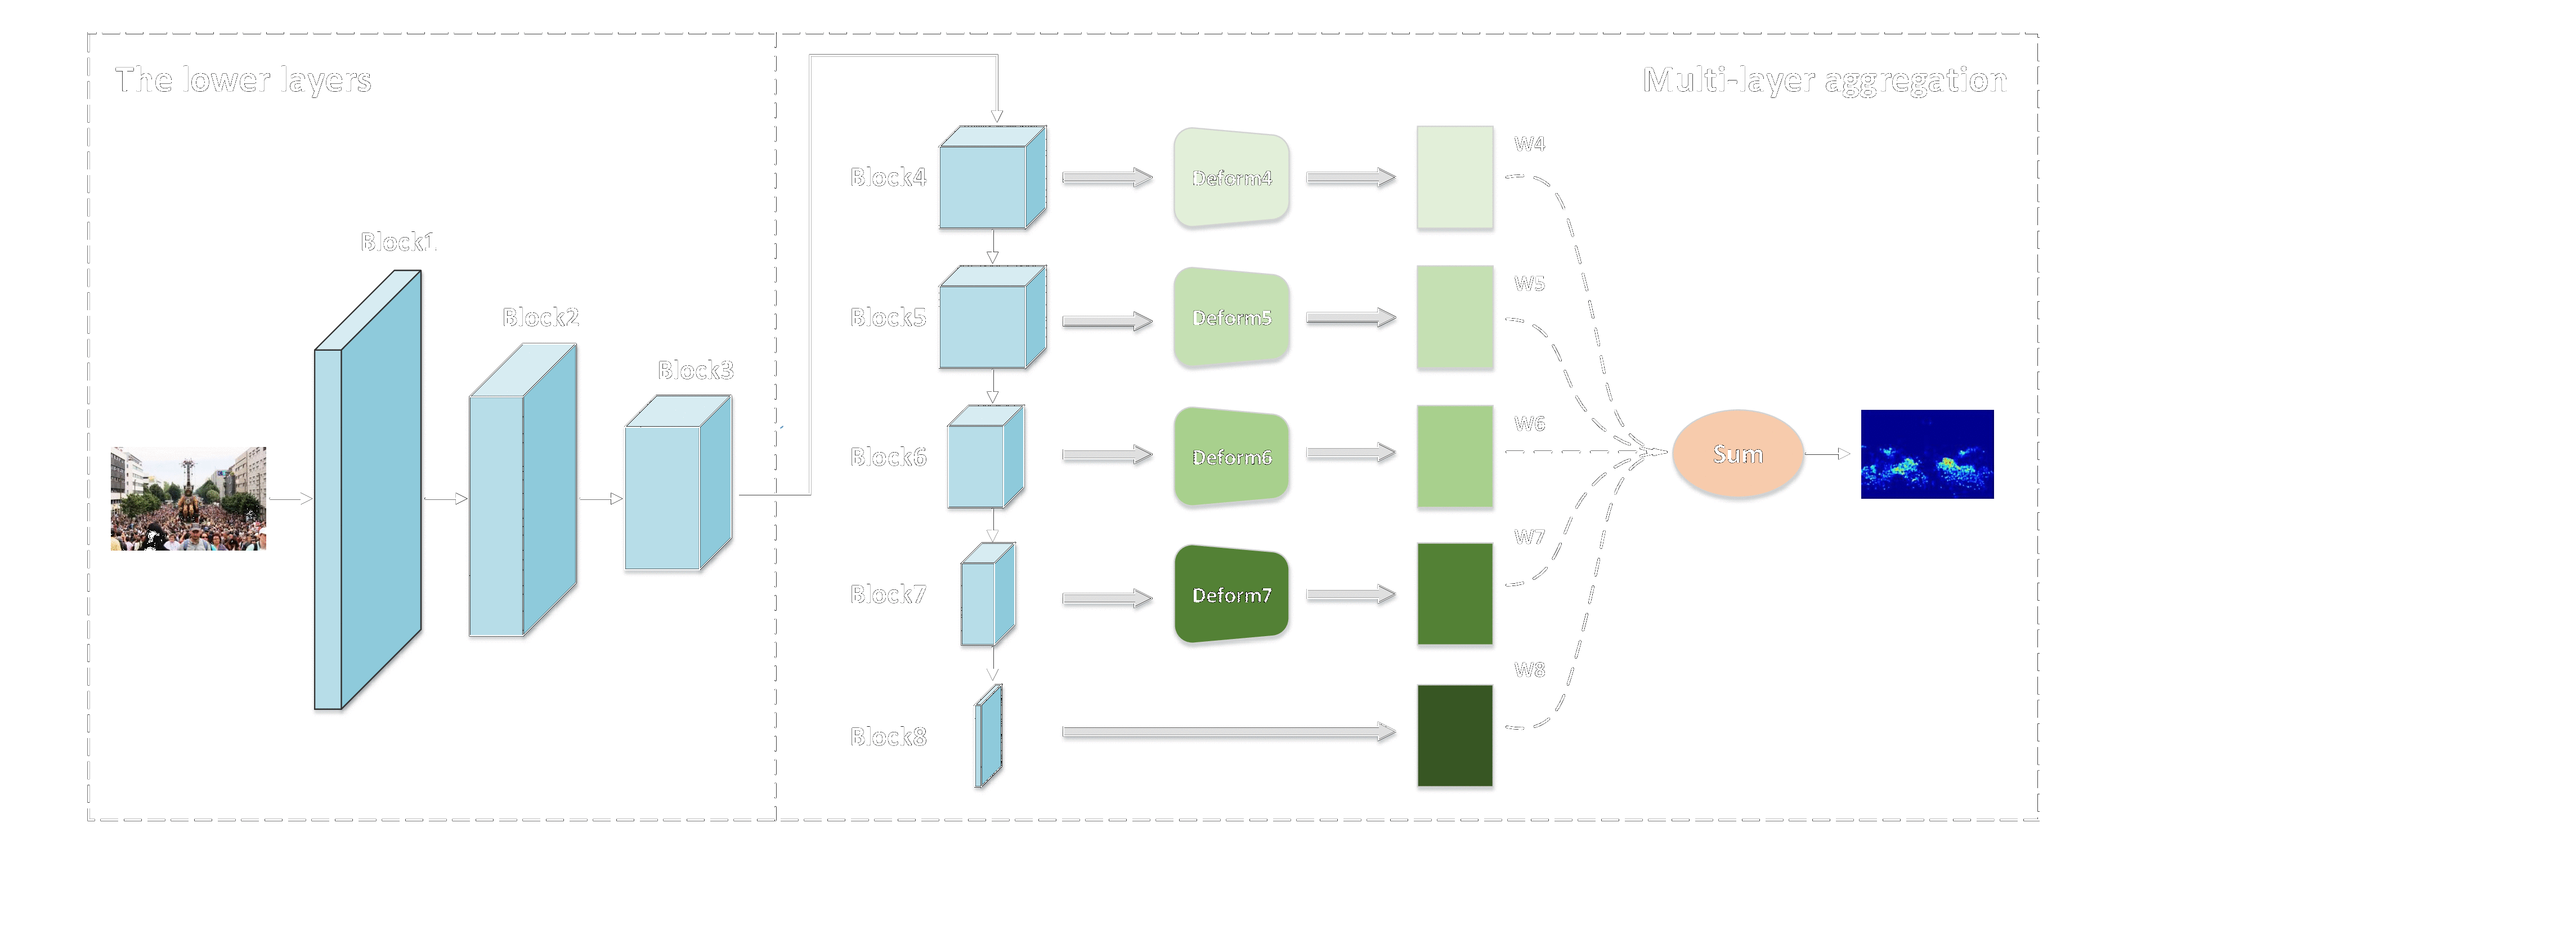 The lower layers
Multi-layer aggregation
Block1
Block2
Block3
Block4
Deform4
W4
Block5
Deform5
W5
Block6
Deform6
W6
Sum
Block7
Deform7
W7
Block8
W8